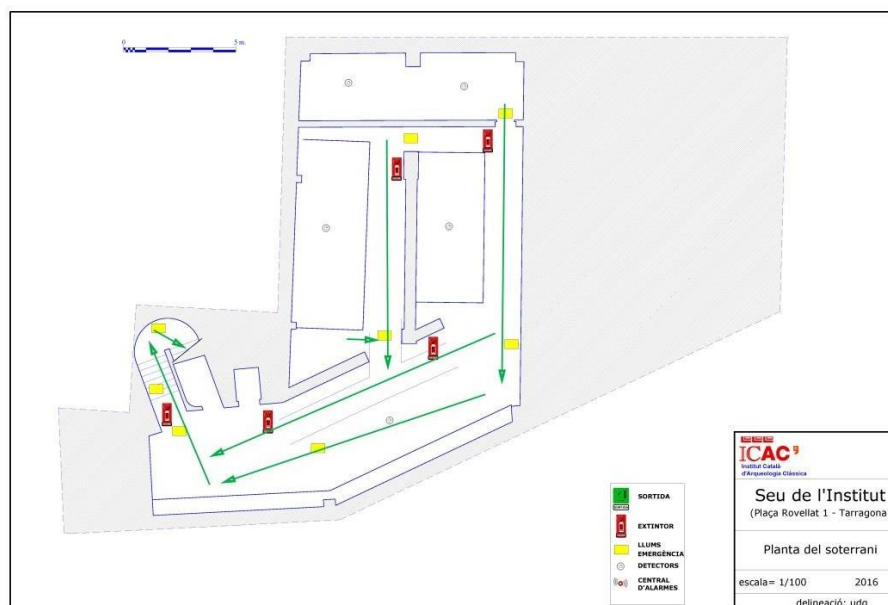 0
5 m.
SORTIDA
SORTIDA
EXTINTOR
LLUMS
EMERGÈNCIA
DETECTORS
CENTRAL
D'ALARMES
ICAC
Institut Català
d'Arqueologia Clàssica
Seu de l'Institut
(Plaça Rovellat 1 - Tarragona
Planta del soterrani
escala= 1/100
2016
delineació: udg